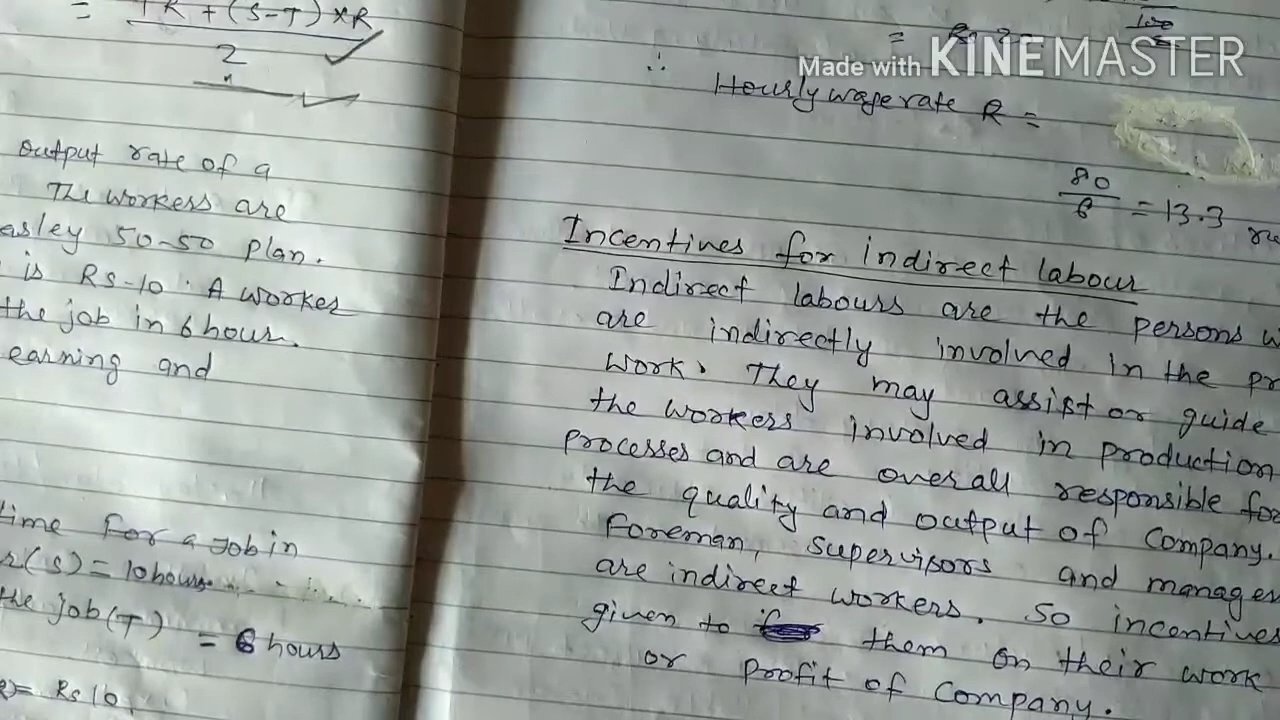 = TR + (S-T) × R
2
output rate of a
The workers are
asley 50-50 plan.
is RS-10. A worker
the job in 6 hour.
earning and
time for a Job in
r(s) = 10 hours
the job (T) = 6 hours
= Rs 10.
=
Made with KINEMASTER
∴ Hourly wage rate R =
80
6 = 13.3
Incentives for indirect labour
Indirect labours are the persons
are indirectly involved in the
work. They may assist or guide
the workers involved in production
processes and are overall responsible for
the quality and output of Company.
Foreman, supervisors and manager
are indirect workers. So incentives
given to them on their work
or profit of Company.